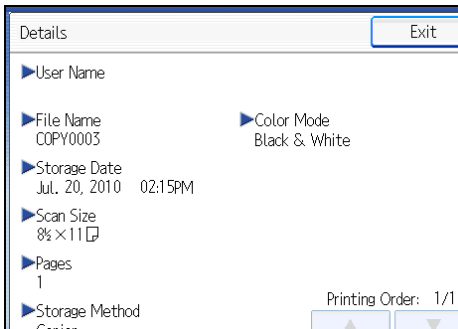 Details
Exit
User Name
File Name
COPY0003
Color Mode
Black & White
Storage Date
Jul. 20, 2010 02:15PM
Scan Size
8½×11
Pages
1
Storage Method
Copier
Printing Order: 1/1